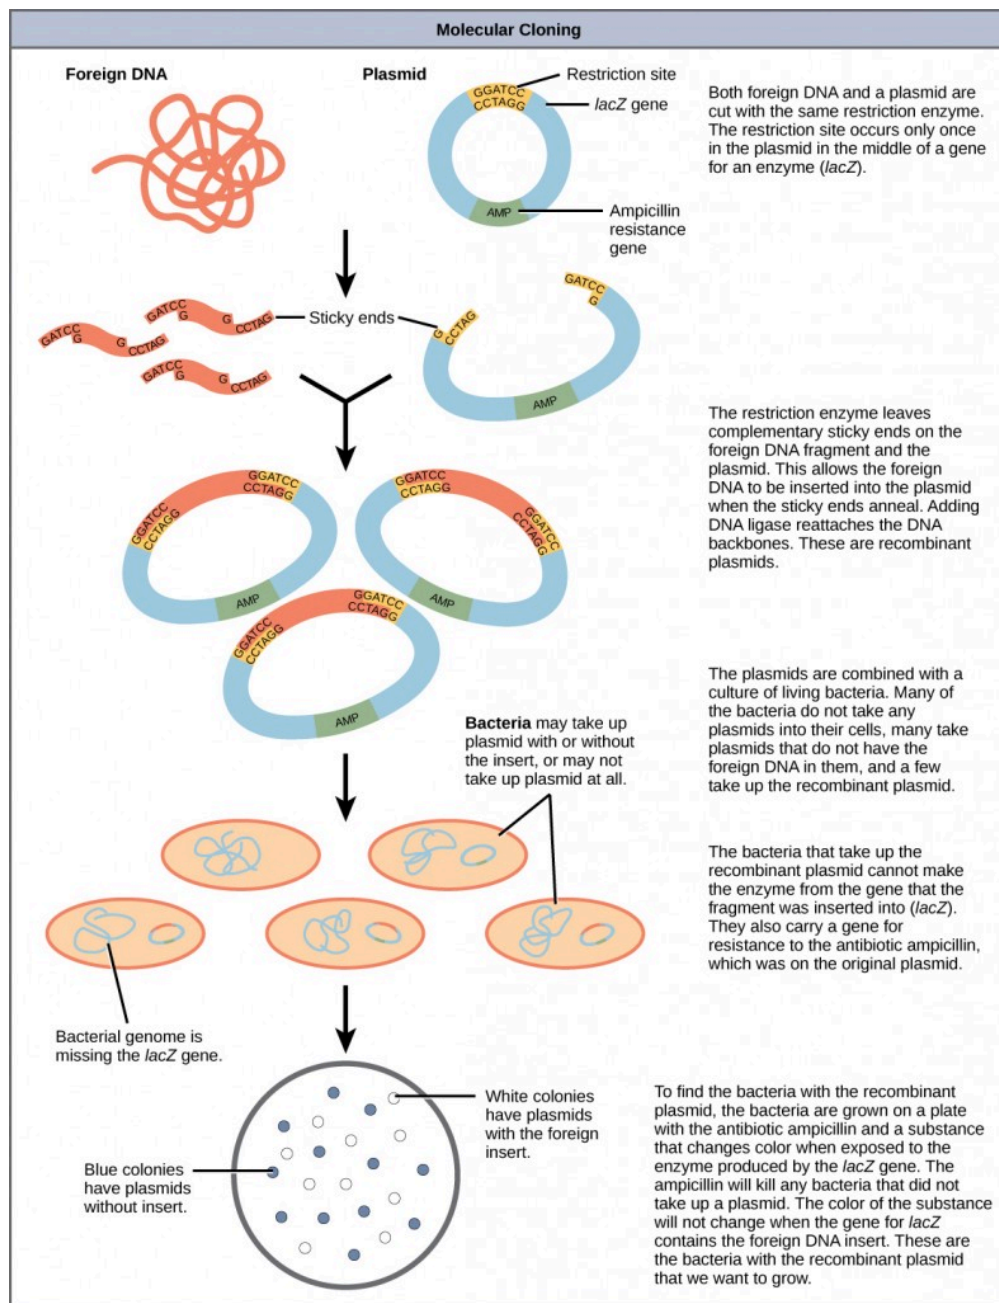 Molecular Cloning
Foreign DNA
Plasmid
GGATCC
CCTAGG
Restriction site
lacZ gene
AMP
Ampicillin
resistance
gene
Both foreign DNA and a plasmid are
cut with the same restriction enzyme.
The restriction site occurs only once
in the plasmid in the middle of a gene
for an enzyme (lacZ).
GATCC
G
G
CCTAG
GATCC
G
G
CCTAG
GATCC
G
G
CCTAG
Sticky ends
G
CCTAG
GATCC
G
AMP
The restriction enzyme leaves
complementary sticky ends on the
foreign DNA fragment and the
plasmid. This allows the foreign
DNA to be inserted into the plasmid
when the sticky ends anneal. Adding
DNA ligase reattaches the DNA
backbones. These are recombinant
plasmids.
GGATCC
CCTAGG
GGATCC
CCTAGG
AMP
GGATCC
CCTAGG
GGATCC
CCTAGG
AMP
GGATCC
CCTAGG
GGATCC
CCTAGG
AMP
The plasmids are combined with a
culture of living bacteria. Many of
the bacteria do not take any
plasmids into their cells, many take
plasmids that do not have the
foreign DNA in them, and a few
take up the recombinant plasmid.
Bacteria may take up
plasmid with or without
the insert, or may not
take up plasmid at all.
The bacteria that take up the
recombinant plasmid cannot make
the enzyme from the gene that the
fragment was inserted into (lacZ).
They also carry a gene for
resistance to the antibiotic ampicillin,
which was on the original plasmid.
Bacterial genome is
missing the lacZ gene.
White colonies
have plasmids
with the foreign
insert.
Blue colonies
have plasmids
without insert.
To find the bacteria with the recombinant
plasmid, the bacteria are grown on a plate
with the antibiotic ampicillin and a substance
that changes color when exposed to the
enzyme produced by the lacZ gene. The
ampicillin will kill any bacteria that did not
take up a plasmid. The color of the substance
will not change when the gene for lacZ
contains the foreign DNA insert. These are
the bacteria with the recombinant plasmid
that we want to grow.